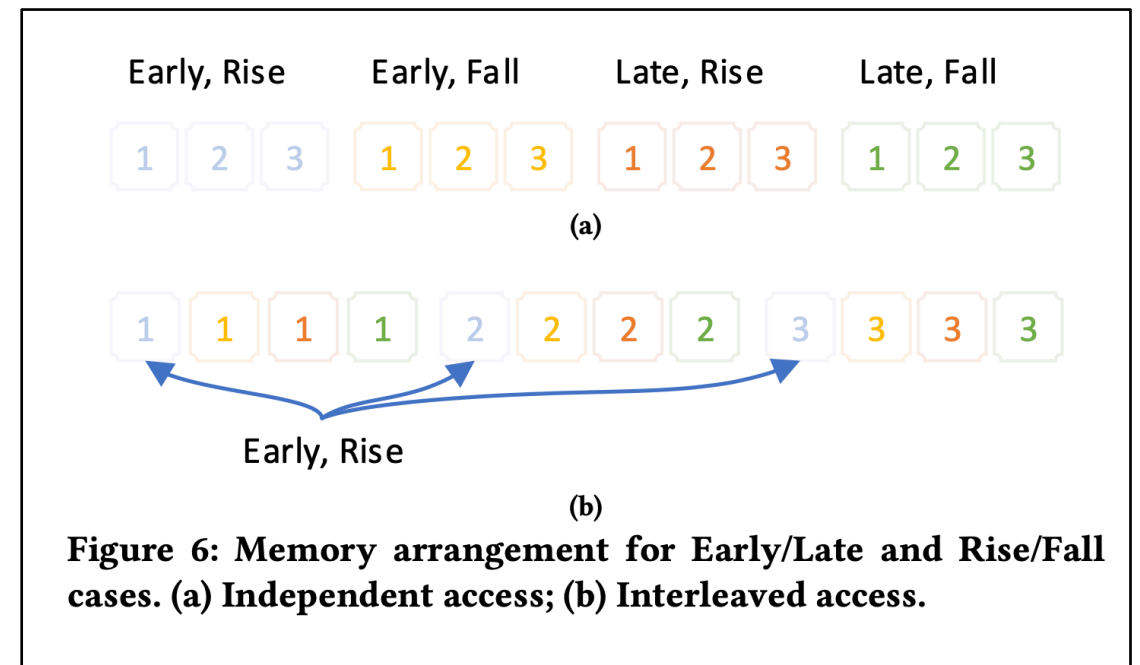 Early, Rise Early, Fall Late, Rise Late, Fall
1 2 3 1 2 3 1 2 3 1 2 3
(a)
1 1 1 1 2 2 2 2 3 3 3 3
Early, Rise
(b)
Figure 6: Memory arrangement for Early/Late and Rise/Fall
cases. (a) Independent access; (b) Interleaved access.